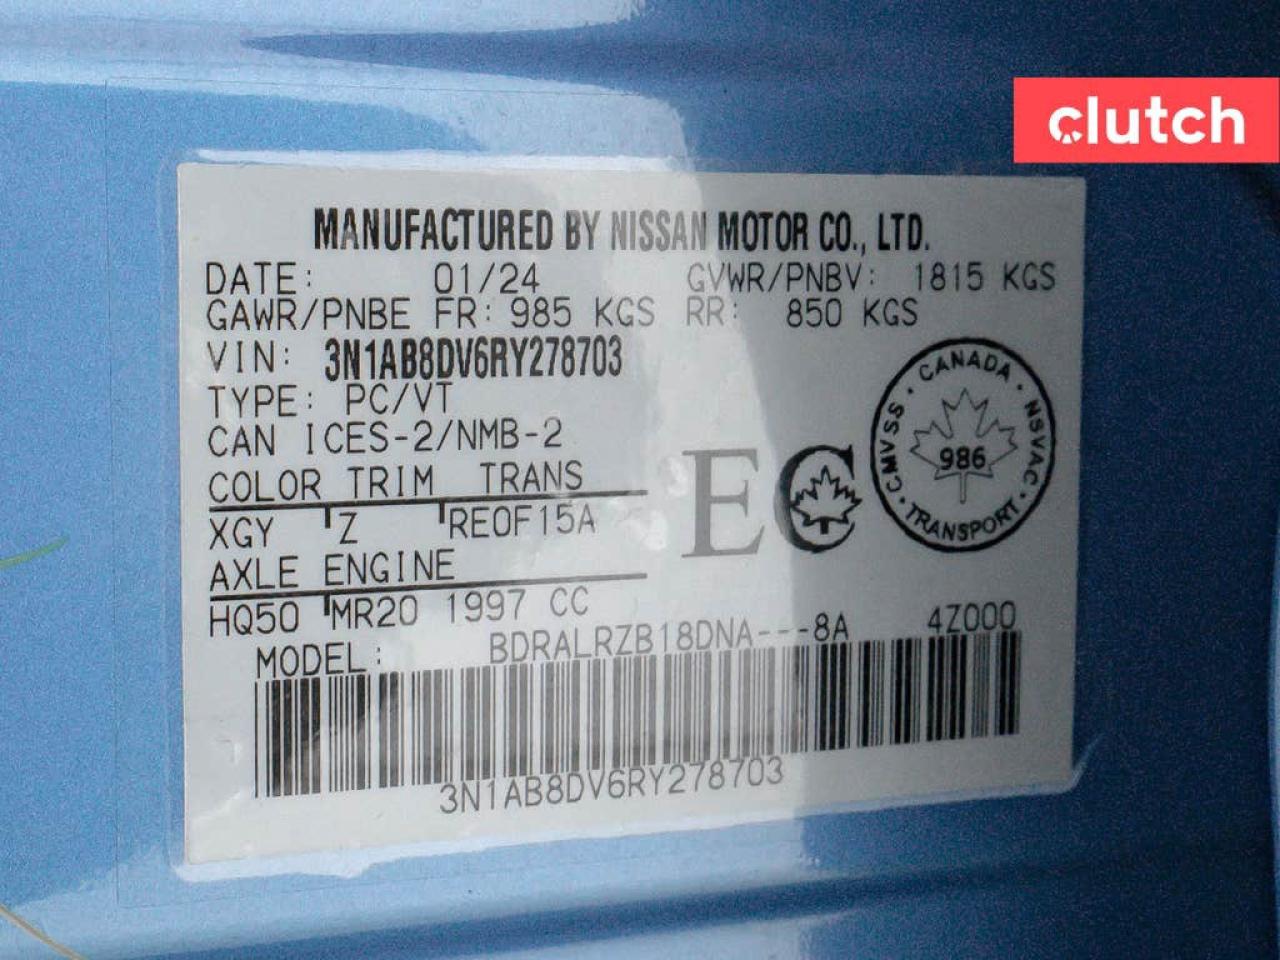 clutch
MANUFACTURED BY NISSAN MOTOR CO., LTD.
DATE: 01/24 GVWR/PNBV: 1815 KGS
GAWR/PNBE FR: 985 KGS RR: 850 KGS
VIN: 3N1AB8DV6RY278703
TYPE: PC/VT
CAN ICES-2/NMB-2
COLOR TRIM TRANS
XGY Z RE0F15A
AXLE ENGINE
HQ50 MR20 1997 CC
MODEL: BDRALRZB18DNA---8A 4Z000
3N1AB8DV6RY278703
EC
CANADA · NSVAC · TRANSPORT · CMVSS ·
986